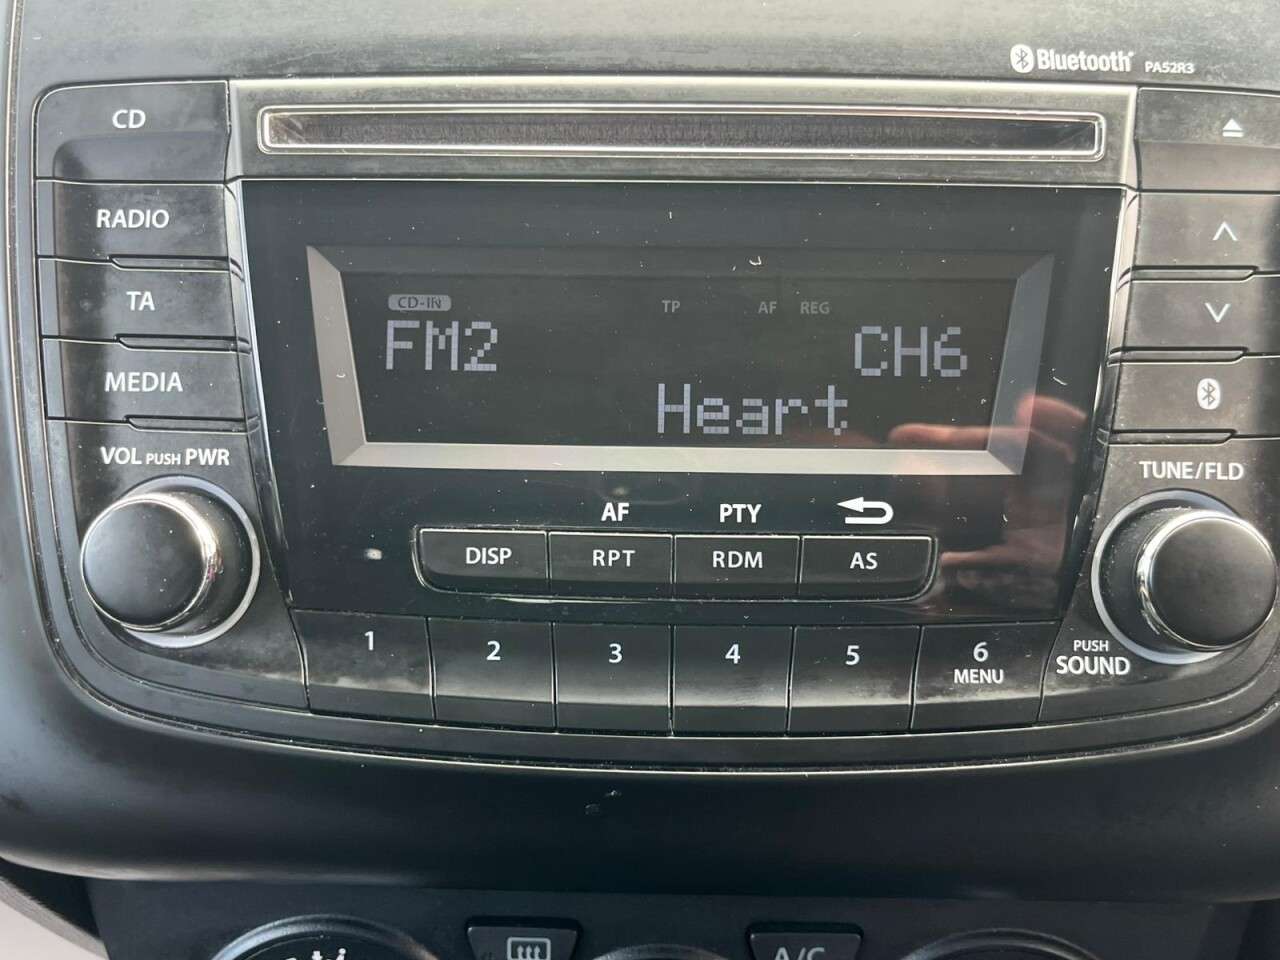 Bluetooth PA52R3
CD
RADIO
TA
MEDIA
VOL PUSH PWR
CD-IN
TP AF REG
FM2 CH6
Heart
AF PTY
DISP RPT RDM AS
TUNE/FLD
PUSH
SOUND
1 2 3 4 5 6
MENU
A/C